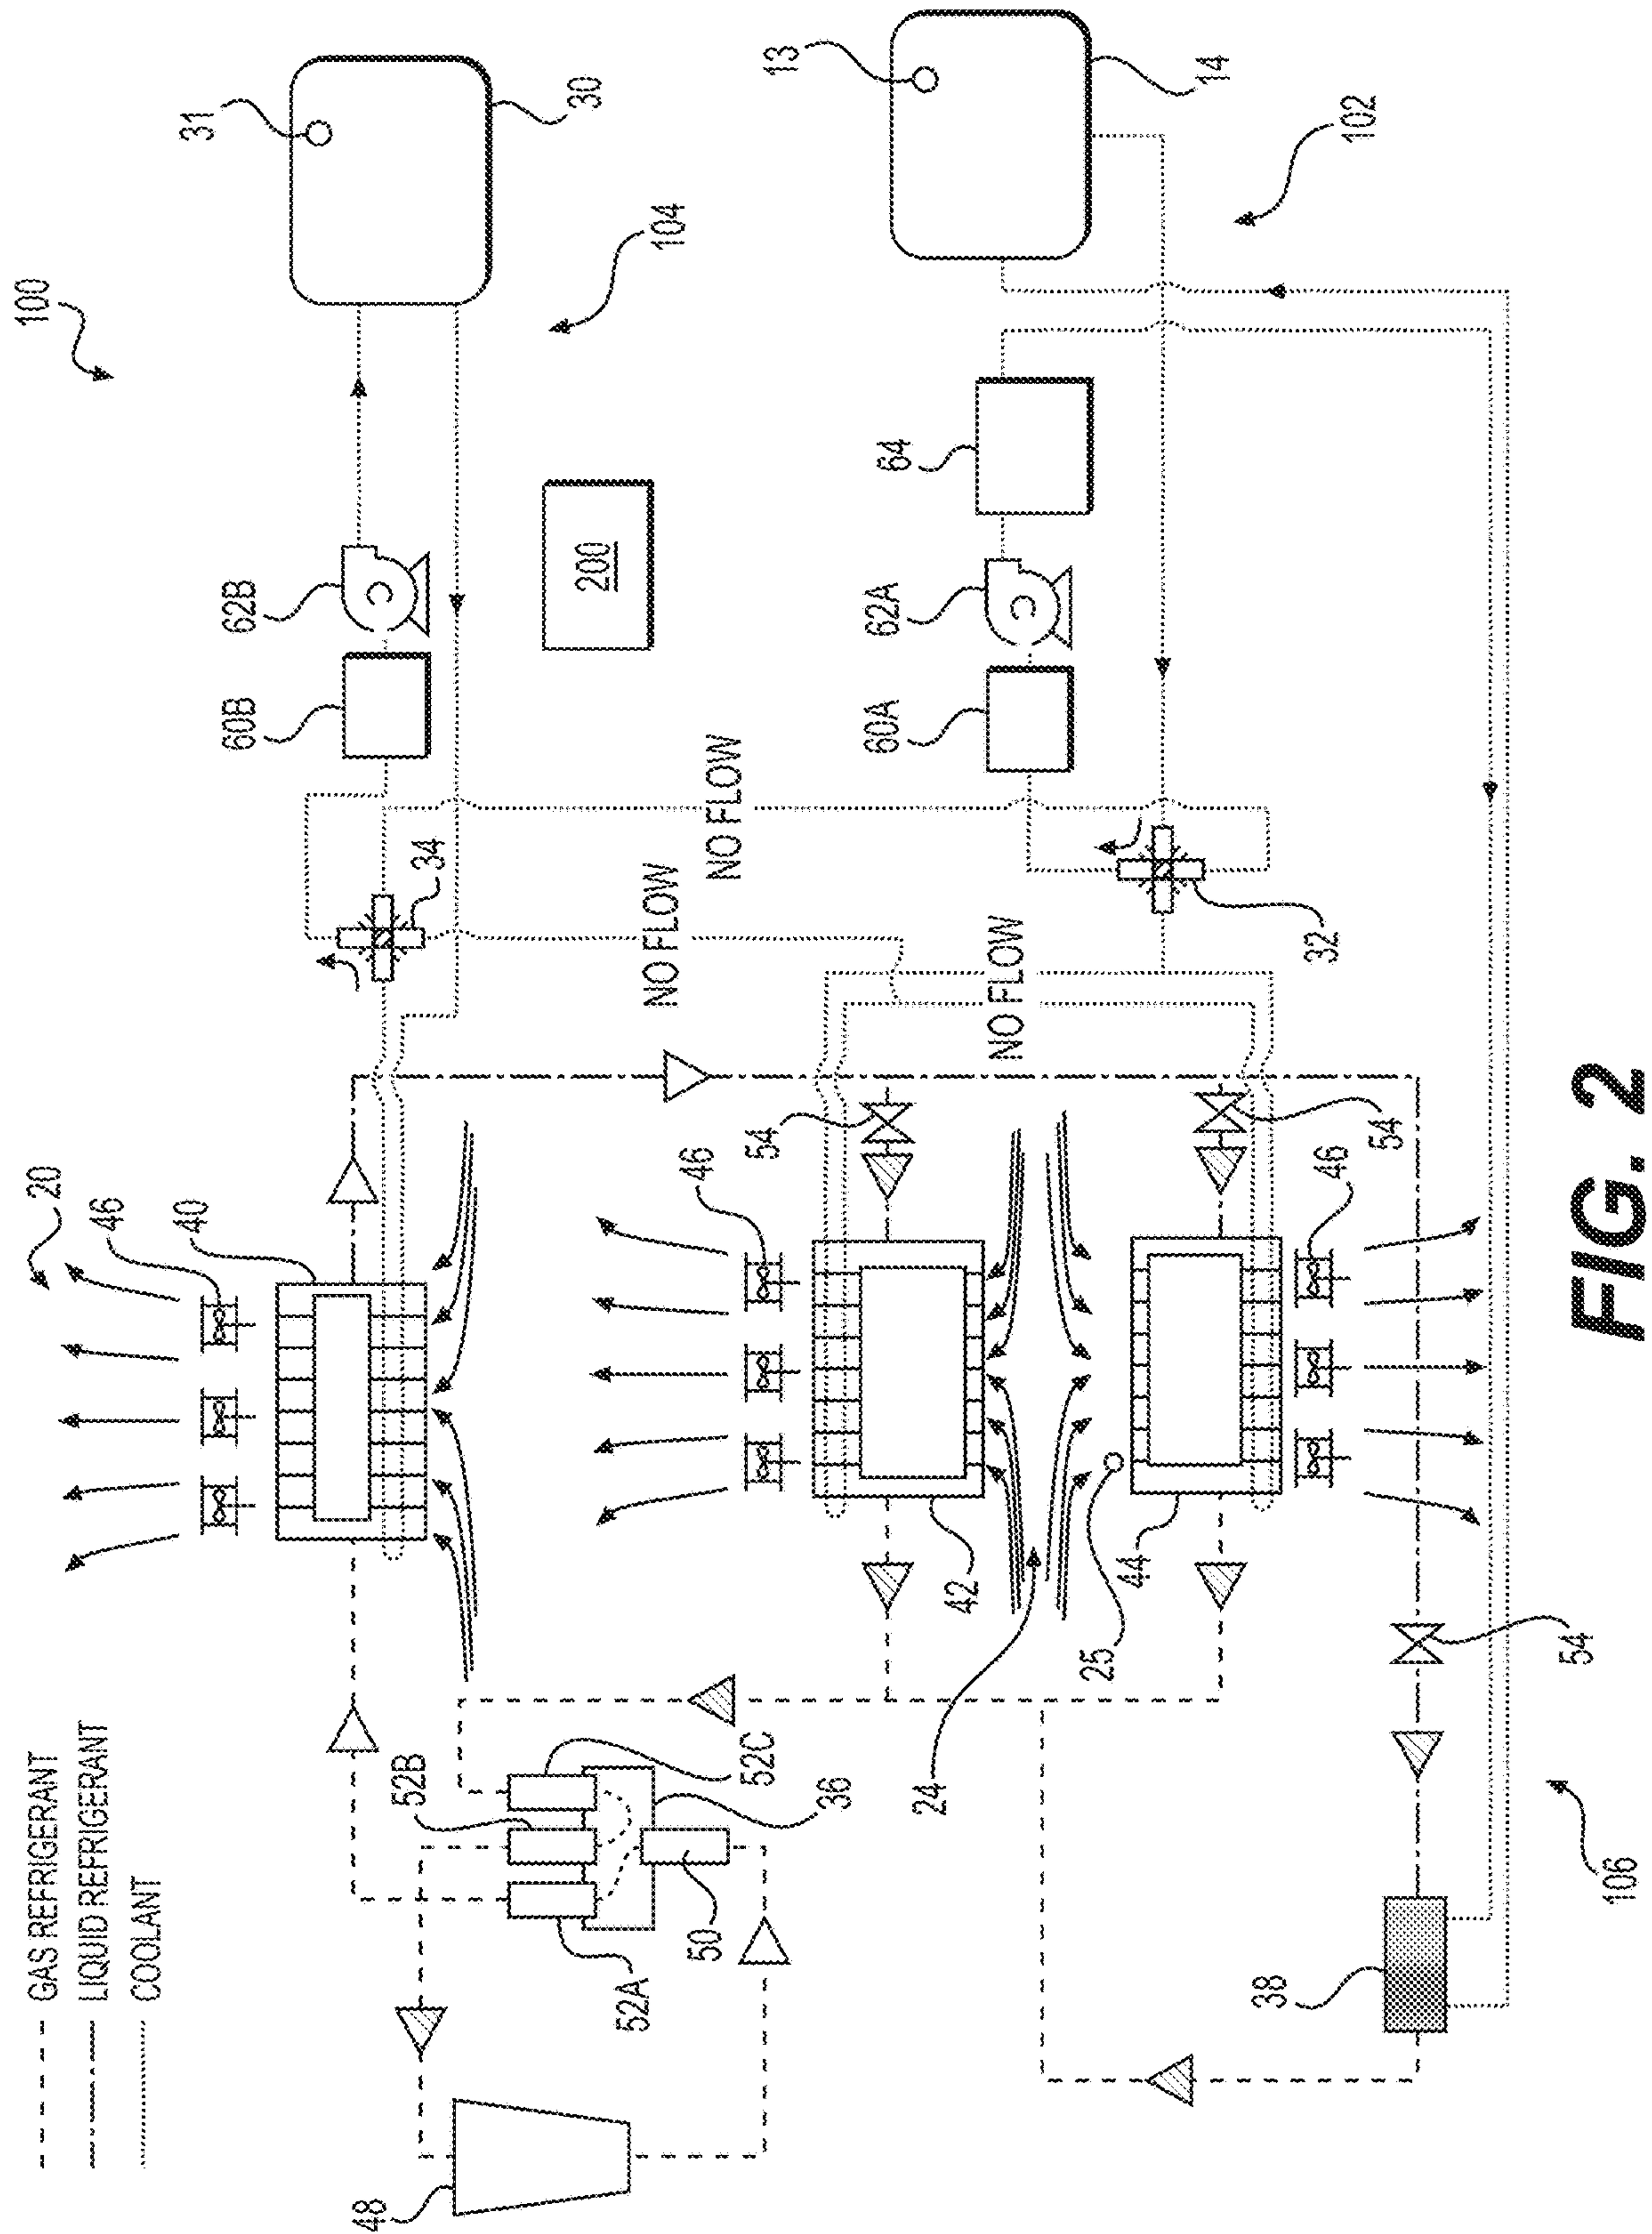 GAS REFRIGERANT
LIQUID REFRIGERANT
COOLANT
20
46
40
100
31
30
104
62B
60B
34
NO FLOW
NO FLOW
NO FLOW
200
13
14
102
64
62A
60A
32
54
46
54
46
42
44
25
24
52B
52C
36
50
52A
48
54
38
106
FIG. 2